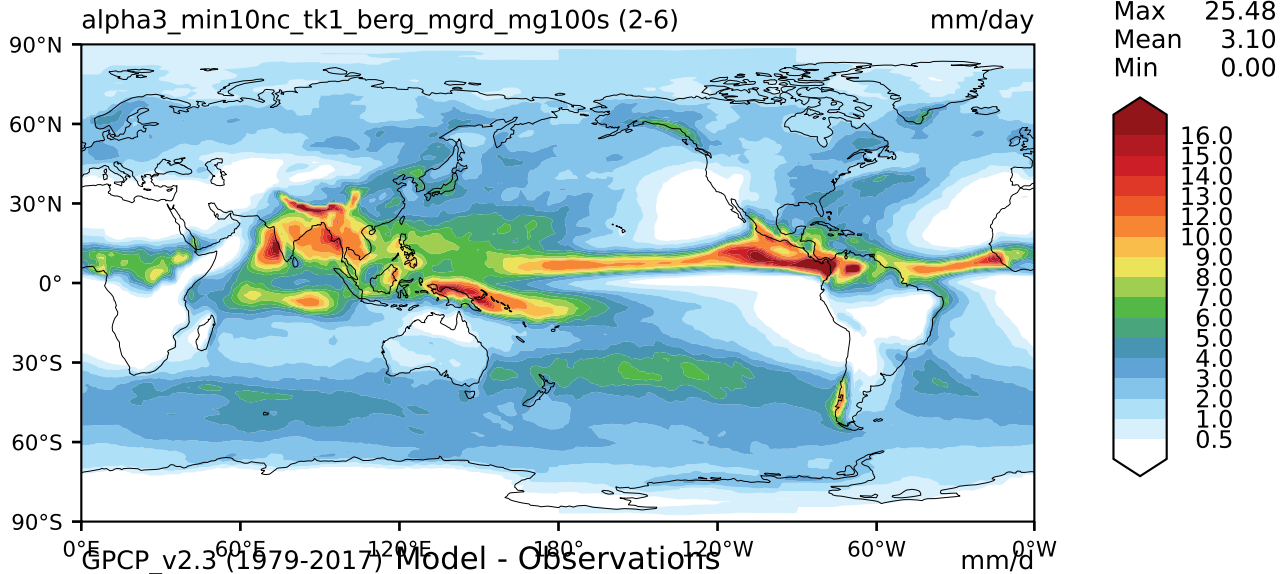 alpha3_min10nc_tk1_berg_mgrd_mg100s (2-6) mm/day
Max 25.48
Mean 3.10
Min 0.00
90°N
60°N
30°N
0°
30°S
60°S
90°S
16.0
15.0
14.0
13.0
12.0
10.0
9.0
8.0
7.0
6.0
5.0
4.0
3.0
2.0
1.0
0.5
0°E 60°E 120°E 180° 120°W 60°W 0°W
GPCP_v2.3 (1979-2017) Model - Observations mm/d